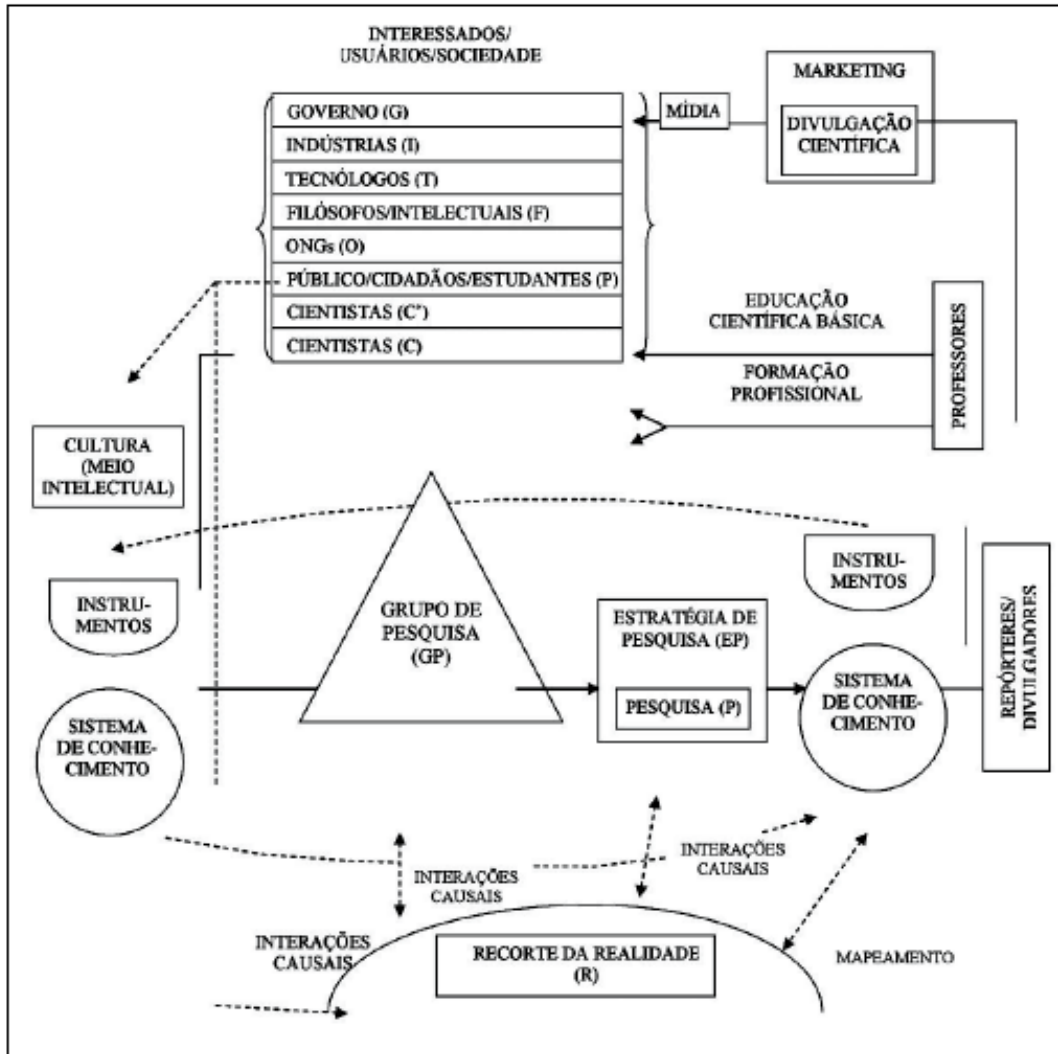 INTERESSADOS/
USUÁRIOS/SOCIEDADE
GOVERNO (G)
INDÚSTRIAS (I)
TECNÓLOGOS (T)
FILÓSOFOS/INTELECTUAIS (F)
ONGs (O)
PÚBLICO/CIDADÃOS/ESTUDANTES (P)
CIENTISTAS (C')
CIENTISTAS (C)
MÍDIA
MARKETING
DIVULGAÇÃO
CIENTÍFICA
EDUCAÇÃO
CIENTÍFICA BÁSICA
FORMAÇÃO
PROFISSIONAL
PROFESSORES
CULTURA
(MEIO
INTELECTUAL)
INSTRU-
MENTOS
SISTEMA
DE CONHE-
CIMENTO
GRUPO DE
PESQUISA
(GP)
ESTRATÉGIA DE
PESQUISA (EP)
PESQUISA (P)
INSTRU-
MENTOS
SISTEMA
DE CONHE-
CIMENTO
REPÓRTERES/
DIVULGADORES
INTERAÇÕES
CAUSAIS
INTERAÇÕES
CAUSAIS
INTERAÇÕES
CAUSAIS
RECORTE DA REALIDADE
(R)
MAPEAMENTO